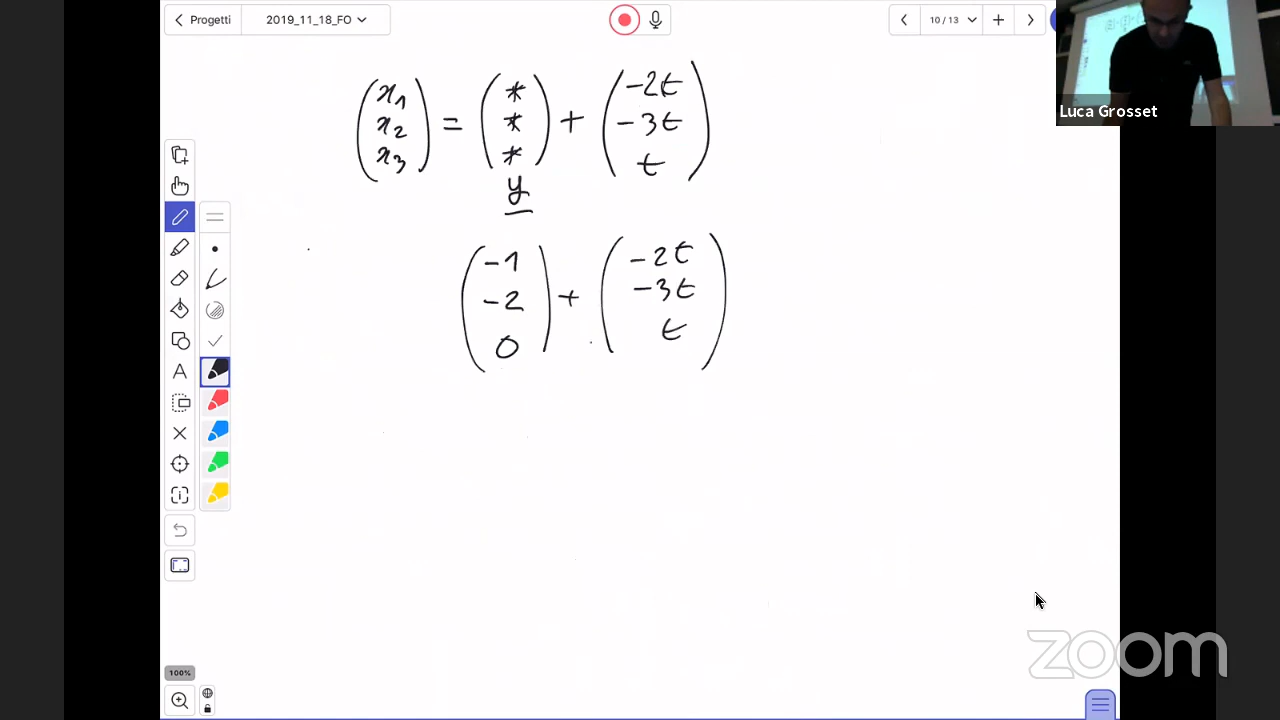 Progetti
2019_11_18_FO
10 / 13
Luca Grosset
x₁ * -2t
x₂ = * + -3t
x₃ * t
y
-1 -2t
-2 + -3t
0 t
A
100%
zoom